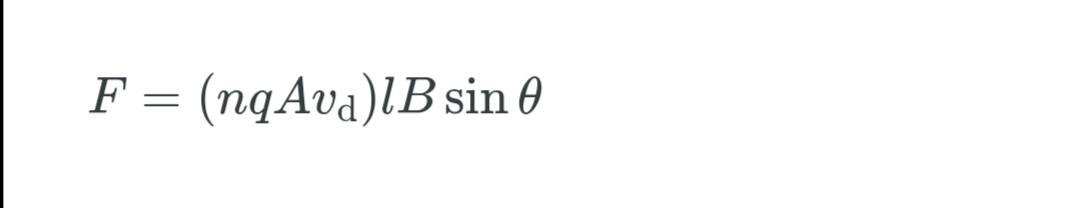 F = (nqAv_d)lB sin θ